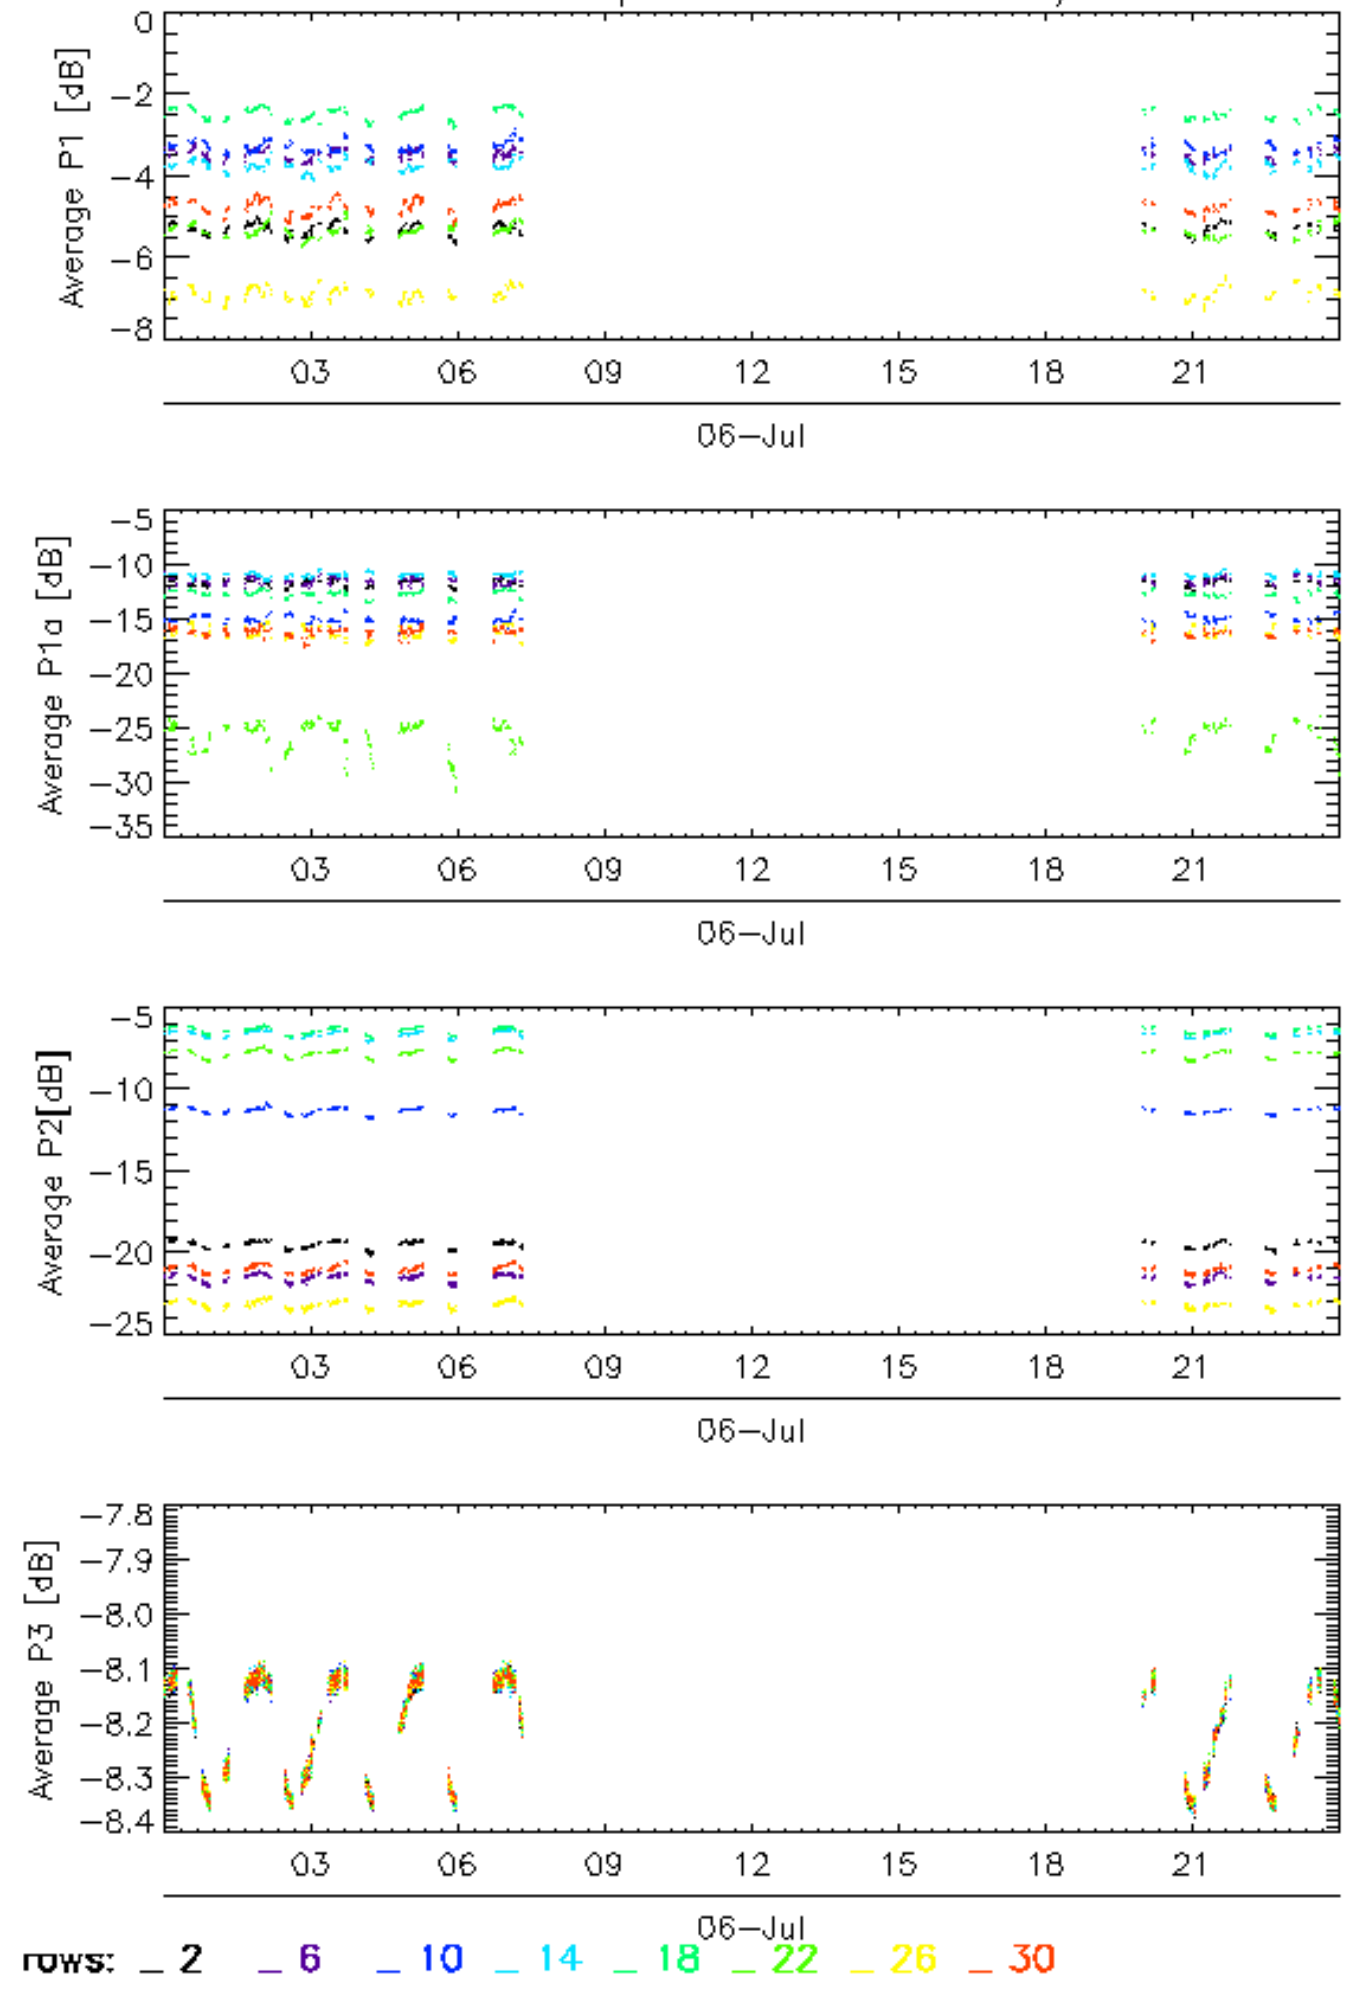 0
−2
−4
−6
−8
Average P1 [dB]
03 06 09 12 15 18 21
06−Jul
−5
−10
−15
−20
−25
−30
−35
Average P1a [dB]
03 06 09 12 15 18 21
06−Jul
−5
−10
−15
−20
−25
Average P2[dB]
03 06 09 12 15 18 21
06−Jul
−7.8
−7.9
−8.0
−8.1
−8.2
−8.3
−8.4
Average P3 [dB]
03 06 09 12 15 18 21
06−Jul
rows: _ 2 _ 6 _ 10 _ 14 _ 18 _ 22 _ 26 _ 30